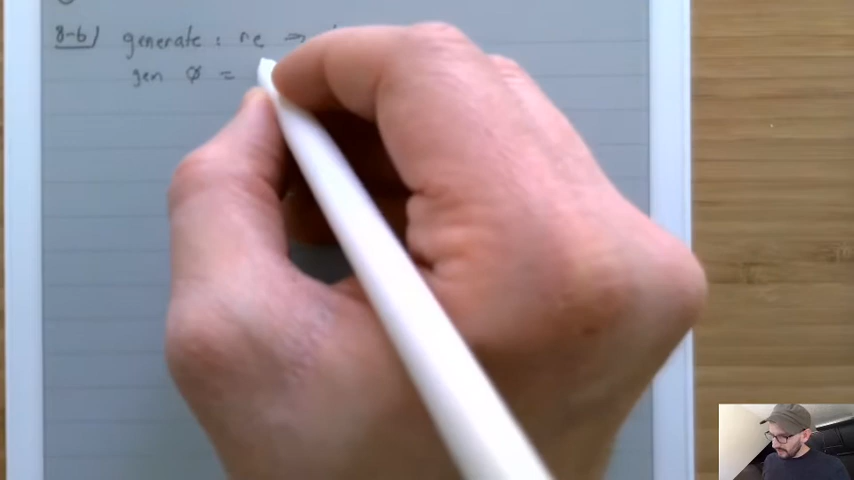 8-6) generate : re →
gen ∅ =